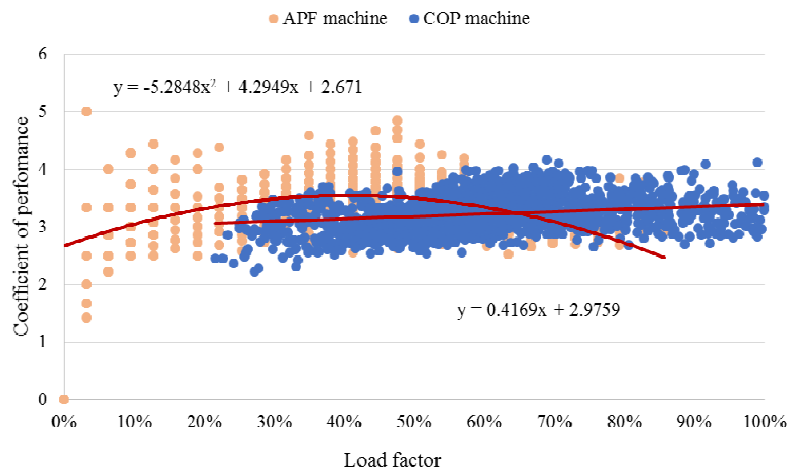 APF machine COP machine
6
y = -5.2848x² + 4.2949x + 2.671
5
4
3
2
y = 0.4169x + 2.9759
1
0
Coefficient of perfomance
0% 10% 20% 30% 40% 50% 60% 70% 80% 90% 100%
Load factor